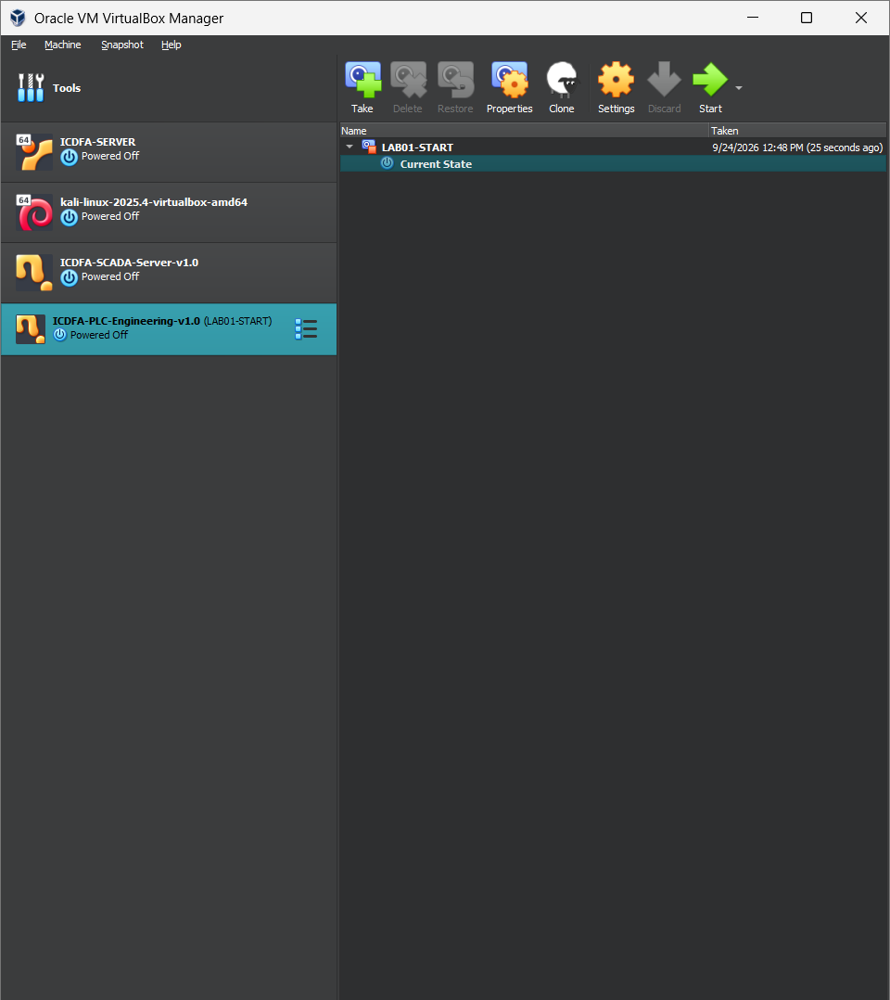 Oracle VM VirtualBox Manager
File Machine Snapshot Help
Tools
Take Delete Restore Properties Clone Settings Discard Start
64
ICDFA-SERVER
Powered Off
64
kali-linux-2025.4-virtualbox-amd64
Powered Off
ICDFA-SCADA-Server-v1.0
Powered Off
ICDFA-PLC-Engineering-v1.0 (LAB01-START)
Powered Off
Name Taken
LAB01-START 9/24/2026 12:48 PM (25 seconds ago)
Current State